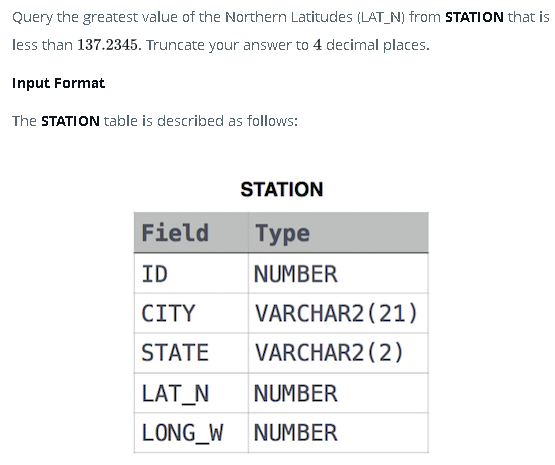 Query the greatest value of the Northern Latitudes (LAT_N) from STATION that is
less than 137.2345. Truncate your answer to 4 decimal places.
Input Format
The STATION table is described as follows:
STATION
Field Type
ID NUMBER
CITY VARCHAR2(21)
STATE VARCHAR2(2)
LAT_N NUMBER
LONG_W NUMBER